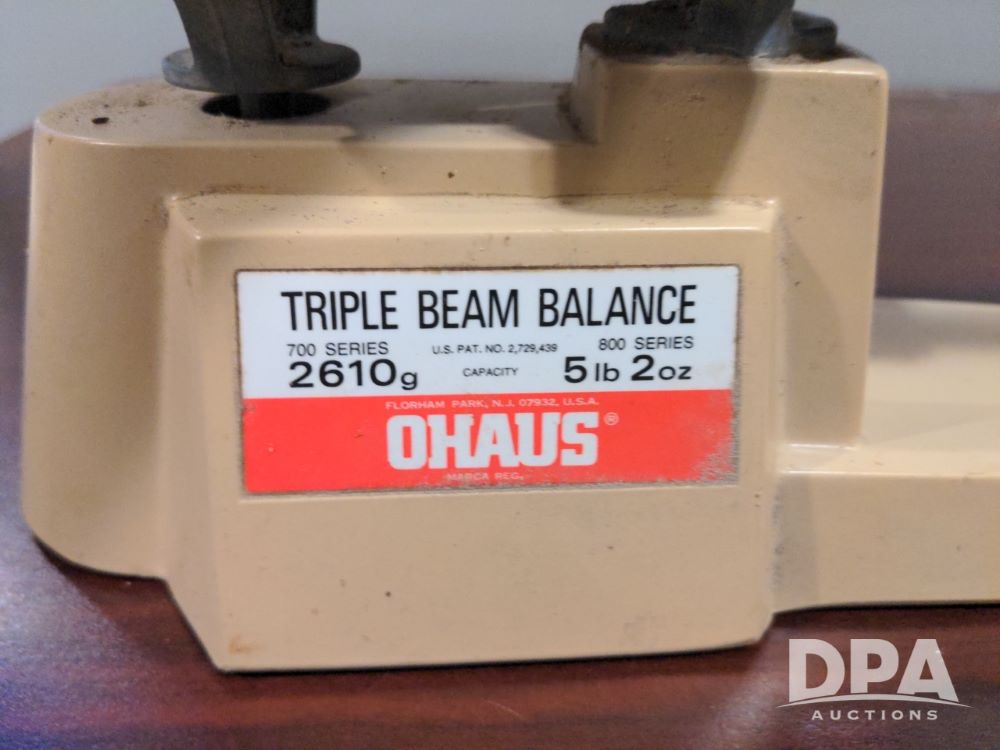 TRIPLE BEAM BALANCE
700 SERIES U.S. PAT. NO. 2,729,439 800 SERIES
2610g CAPACITY 5 lb 2 oz
FLORHAM PARK, N.J. 07932, U.S.A.
OHAUS®
MARCA REG.
DPA
AUCTIONS